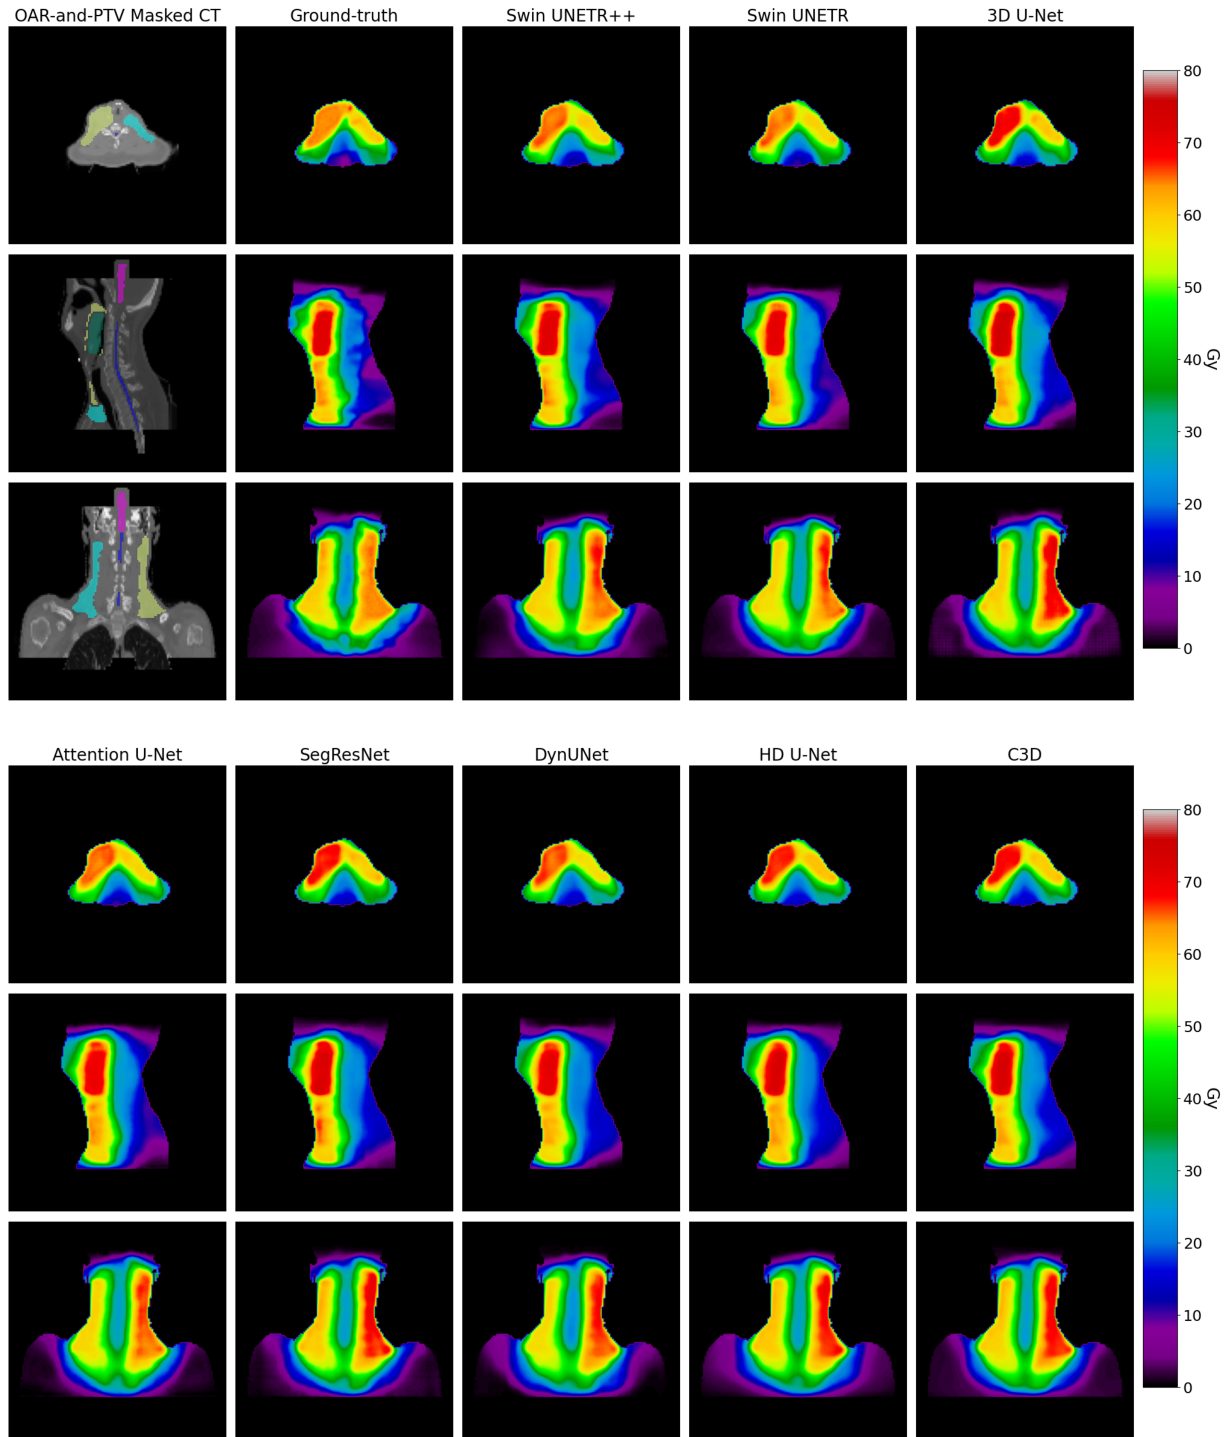 OAR-and-PTV Masked CT
Ground-truth
Swin UNETR++
Swin UNETR
3D U-Net
80
70
60
50
40
30
20
10
0
Gy
Attention U-Net
SegResNet
DynUNet
HD U-Net
C3D
80
70
60
50
40
30
20
10
0
Gy